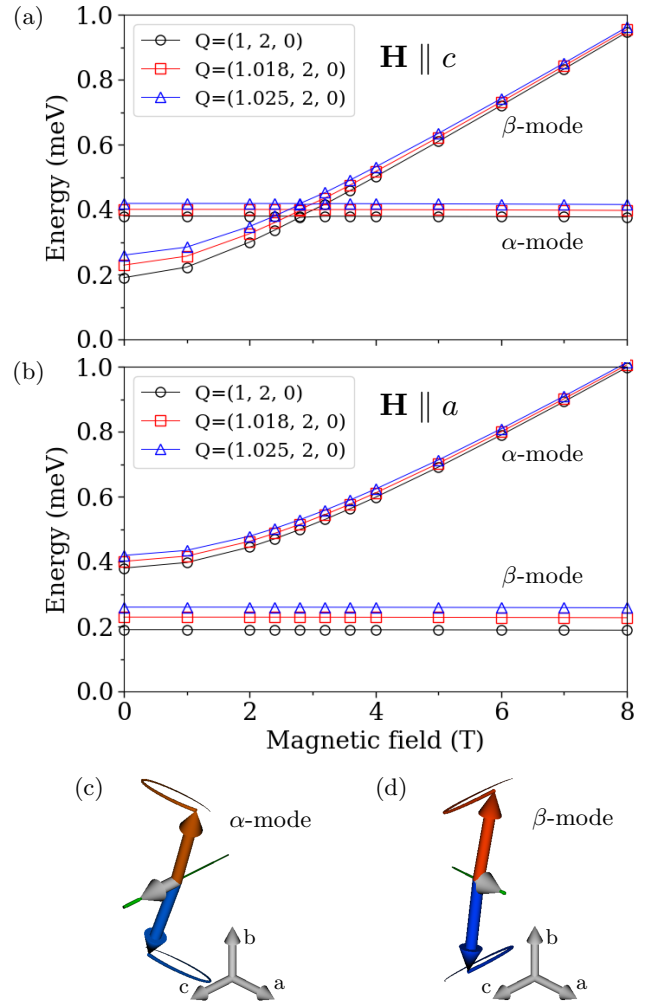 (a)
1.0
0.8
0.6
0.4
0.2
0.0
Energy (meV)
Q=(1, 2, 0)
Q=(1.018, 2, 0)
Q=(1.025, 2, 0)
H ∥ c
β-mode
α-mode
(b)
1.0
0.8
0.6
0.4
0.2
0.0
Energy (meV)
Q=(1, 2, 0)
Q=(1.018, 2, 0)
Q=(1.025, 2, 0)
H ∥ a
α-mode
β-mode
0 2 4 6 8
Magnetic field (T)
(c)
α-mode
b
c
a
(d)
β-mode
b
c
a